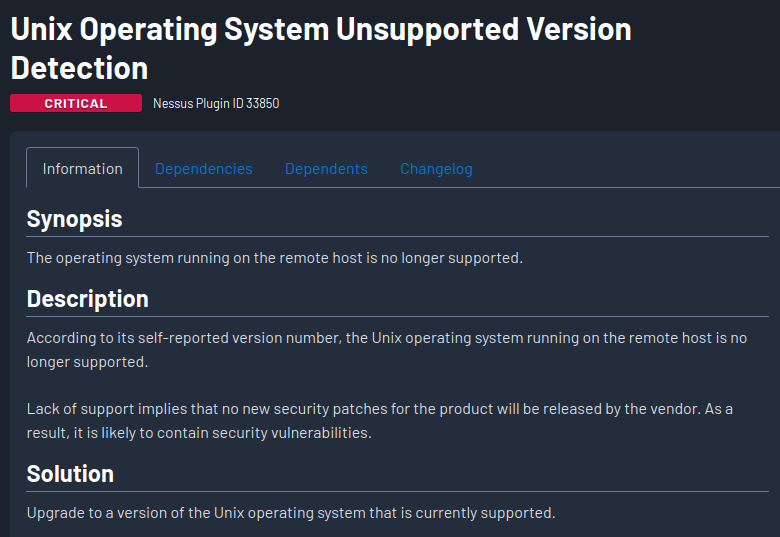 Unix Operating System Unsupported Version
Detection
CRITICAL Nessus Plugin ID 33850
Information Dependencies Dependents Changelog
Synopsis
The operating system running on the remote host is no longer supported.
Description
According to its self-reported version number, the Unix operating system running on the remote host is no
longer supported.
Lack of support implies that no new security patches for the product will be released by the vendor. As a
result, it is likely to contain security vulnerabilities.
Solution
Upgrade to a version of the Unix operating system that is currently supported.